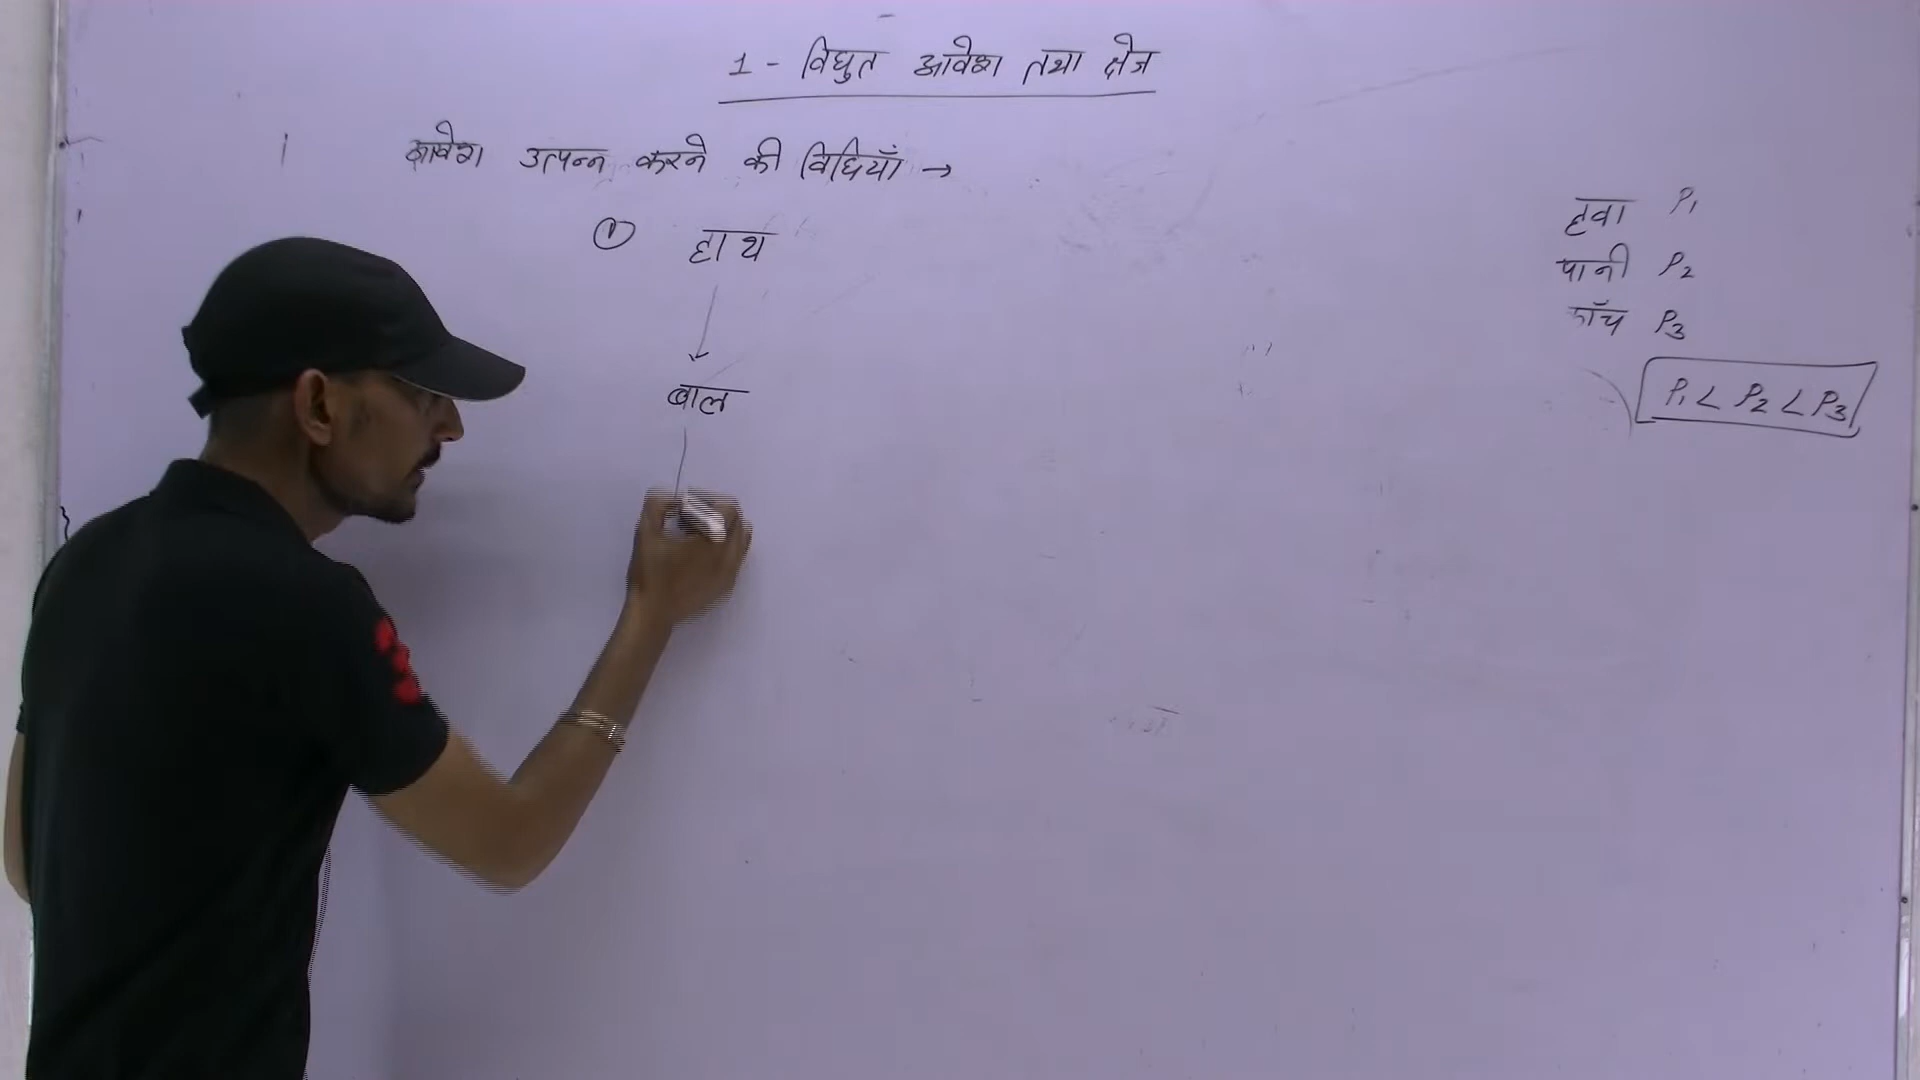 1 - विद्युत आवेश तथा क्षेत्र
आवेश उत्पन्न करने की विधियाँ →
① हाथ
बाल
हवा P₁
पानी P₂
काँच P₃
P₁ < P₂ < P₃